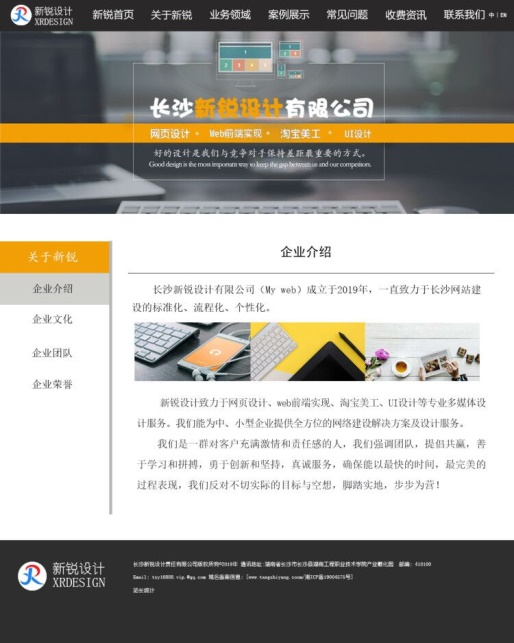 新锐设计
XRDESIGN
新锐首页 关于新锐 业务领域 案例展示 常见问题 收费资讯 联系我们 中|EN
1 2 3
4 5
长沙新锐设计有限公司
网页设计 • Web前端实现 • 淘宝美工 • UI设计
好的设计是我们与竞争对手保持差距最重要的方式。
Good design is the most important way to keep the gap between us and our competitors.
关于新锐
企业介绍
企业文化
企业团队
企业荣誉
企业介绍
长沙新锐设计有限公司（My web）成立于2019年，一直致力于长沙网站建
设的标准化、流程化、个性化。
新锐设计致力于网页设计、web前端实现、淘宝美工、UI设计等专业多媒体设
计服务。我们能为中、小型企业提供全方位的网络建设解决方案及设计服务。
我们是一群对客户充满激情和责任感的人，我们强调团队，提倡共赢，善
于学习和拼搏，勇于创新和坚持，真诚服务，确保能以最快的时间，最完美的
过程表现，我们反对不切实际的目标与空想，脚踏实地，步步为营！
新锐设计
XRDESIGN
长沙新锐设计责任有限公司版权所有©2019年 通讯地址:湖南省长沙市长沙县湖南工程职业技术学院产业孵化园 邮编: 410100
Email: 域名备案信息:
站长统计